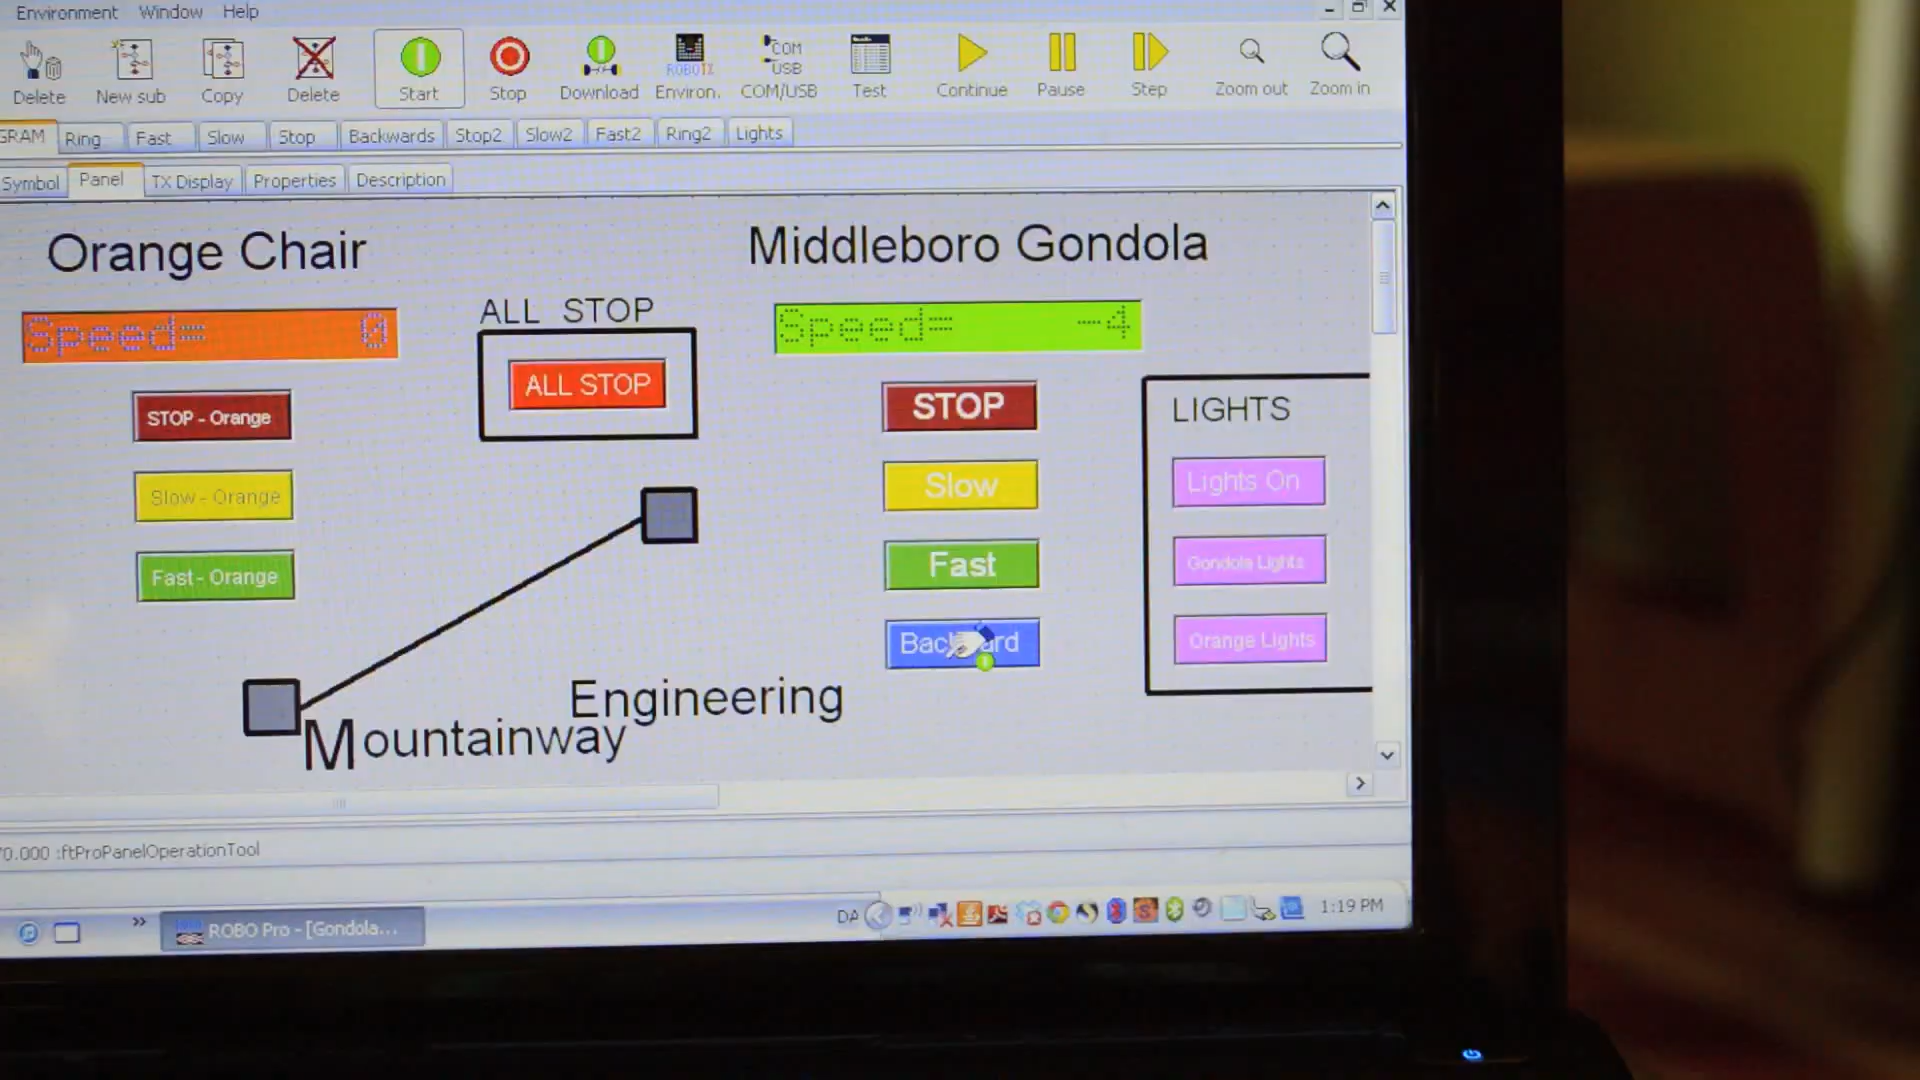 Environment Window Help
Delete New sub Copy Delete Start Stop Download Environ. COM/USB Test Continue Pause Step Zoom out Zoom in
ROBOTX COM USB
GRAM Ring Fast Slow Stop Backwards Stop2 Slow2 Fast2 Ring2 Lights
Symbol Panel TX Display Properties Description
Orange Chair
Middleboro Gondola
Speed= 0
ALL STOP
Speed= -4
ALL STOP
STOP - Orange
STOP
LIGHTS
Slow - Orange
Slow
Lights On
Fast - Orange
Fast
Gondola Lights
Orange Lights
Engineering
Mountainway
0.000 :ftProPanelOperationTool
ROBO Pro - [Gondola...
DA
1:19 PM